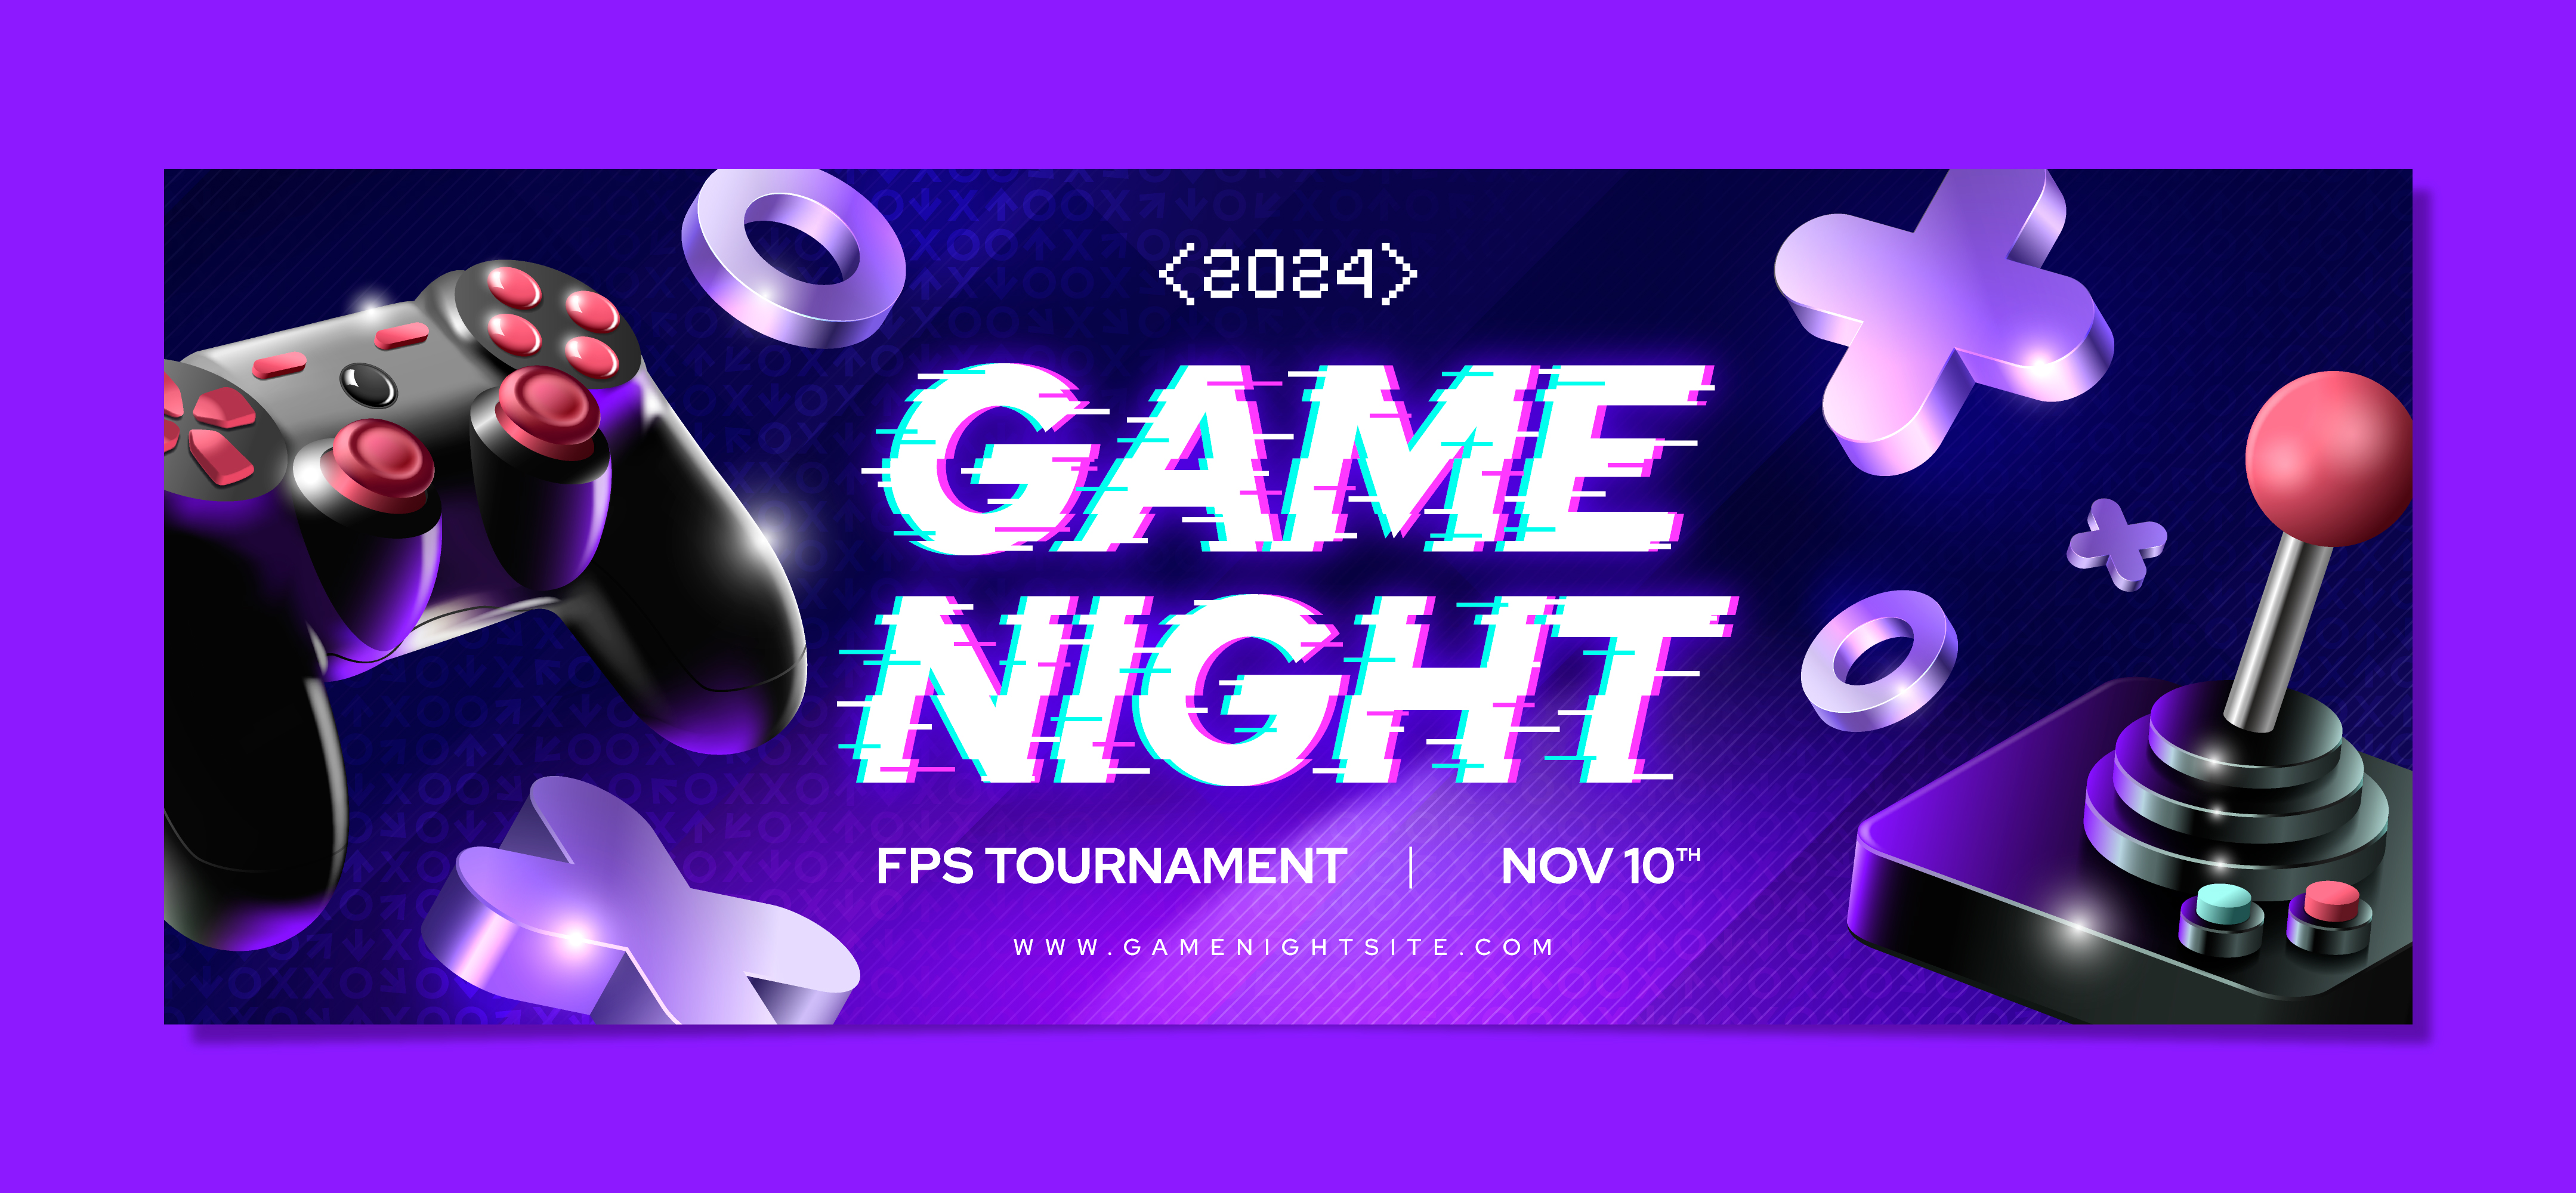 <2024>
GAME
NIGHT
FPS TOURNAMENT | NOV 10TH
WWW.GAMENIGHTSITE.COM